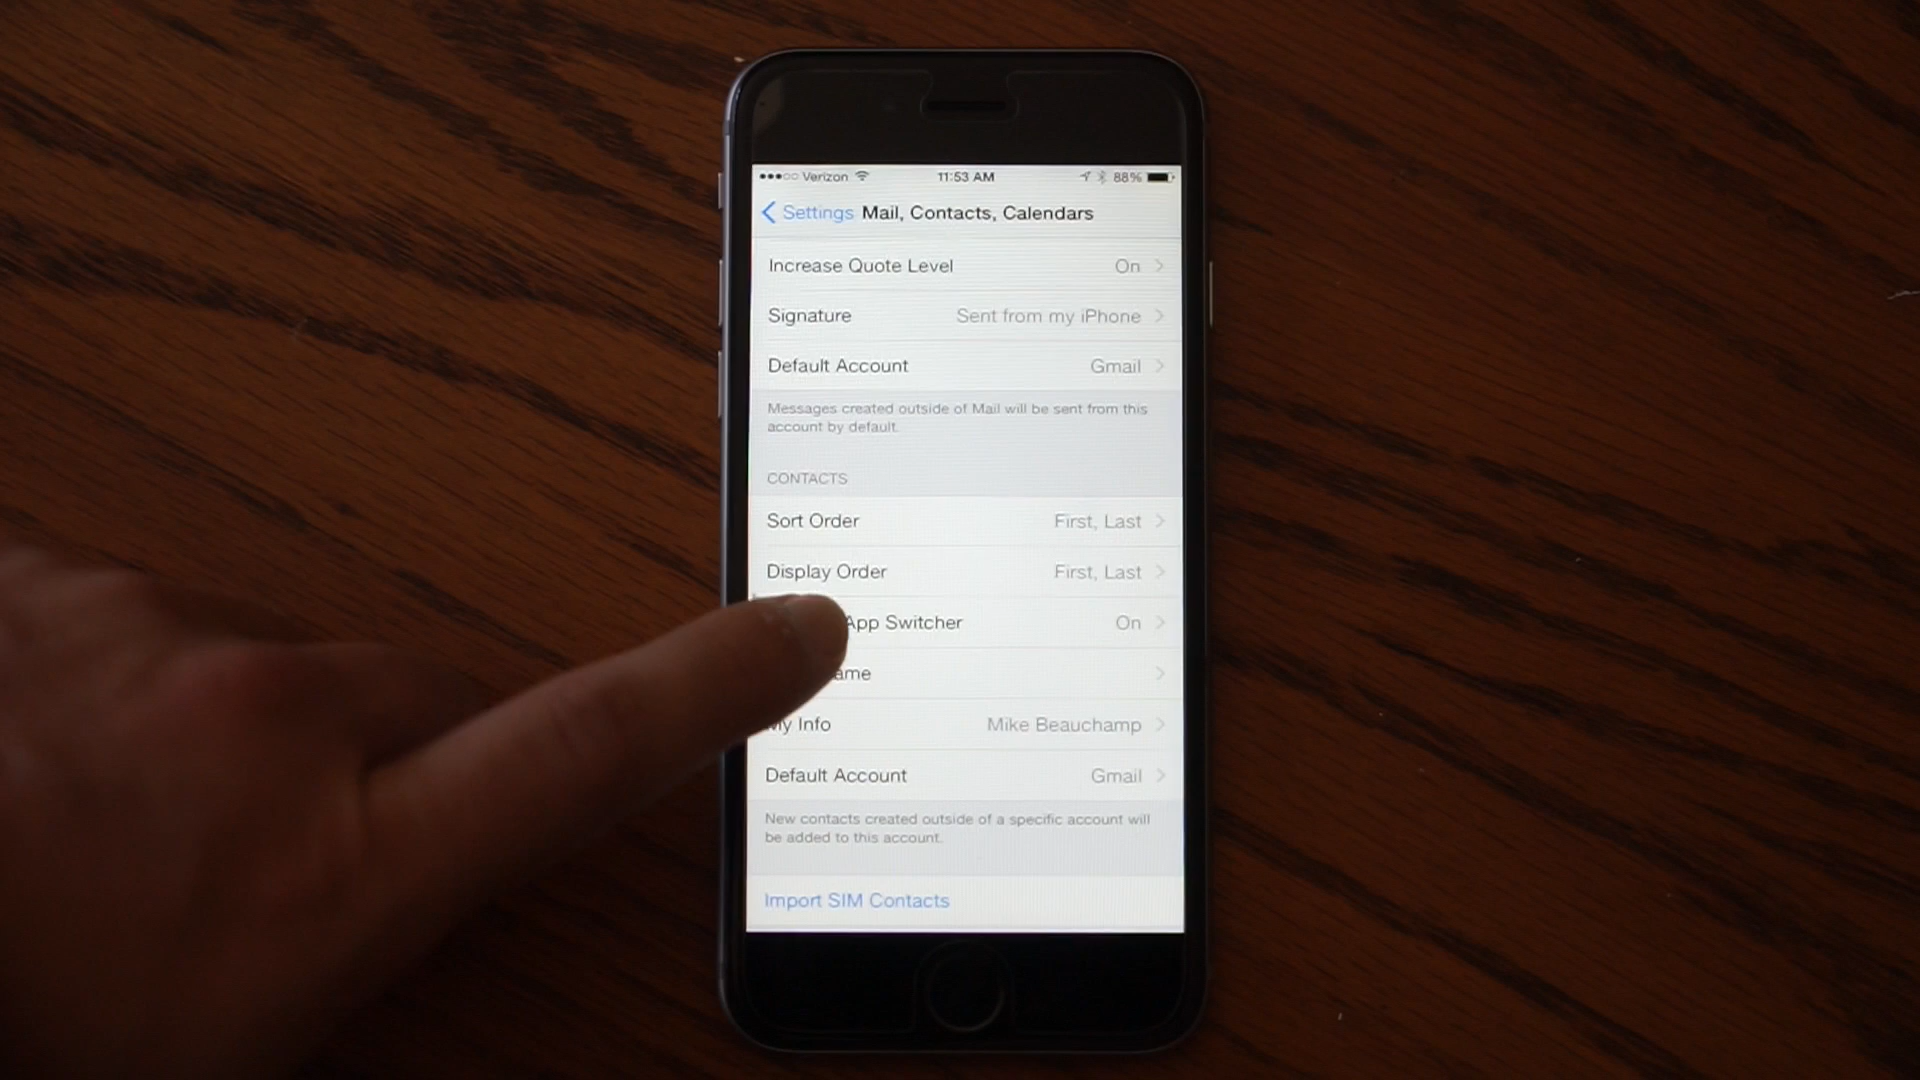 Verizon 11:53 AM 88%
Settings Mail, Contacts, Calendars
Increase Quote Level On
Signature Sent from my iPhone
Default Account Gmail
Messages created outside of Mail will be sent from this
account by default.
CONTACTS
Sort Order First, Last
Display Order First, Last
App Switcher On
My Info Mike Beauchamp
Default Account Gmail
New contacts created outside of a specific account will
be added to this account.
Import SIM Contacts